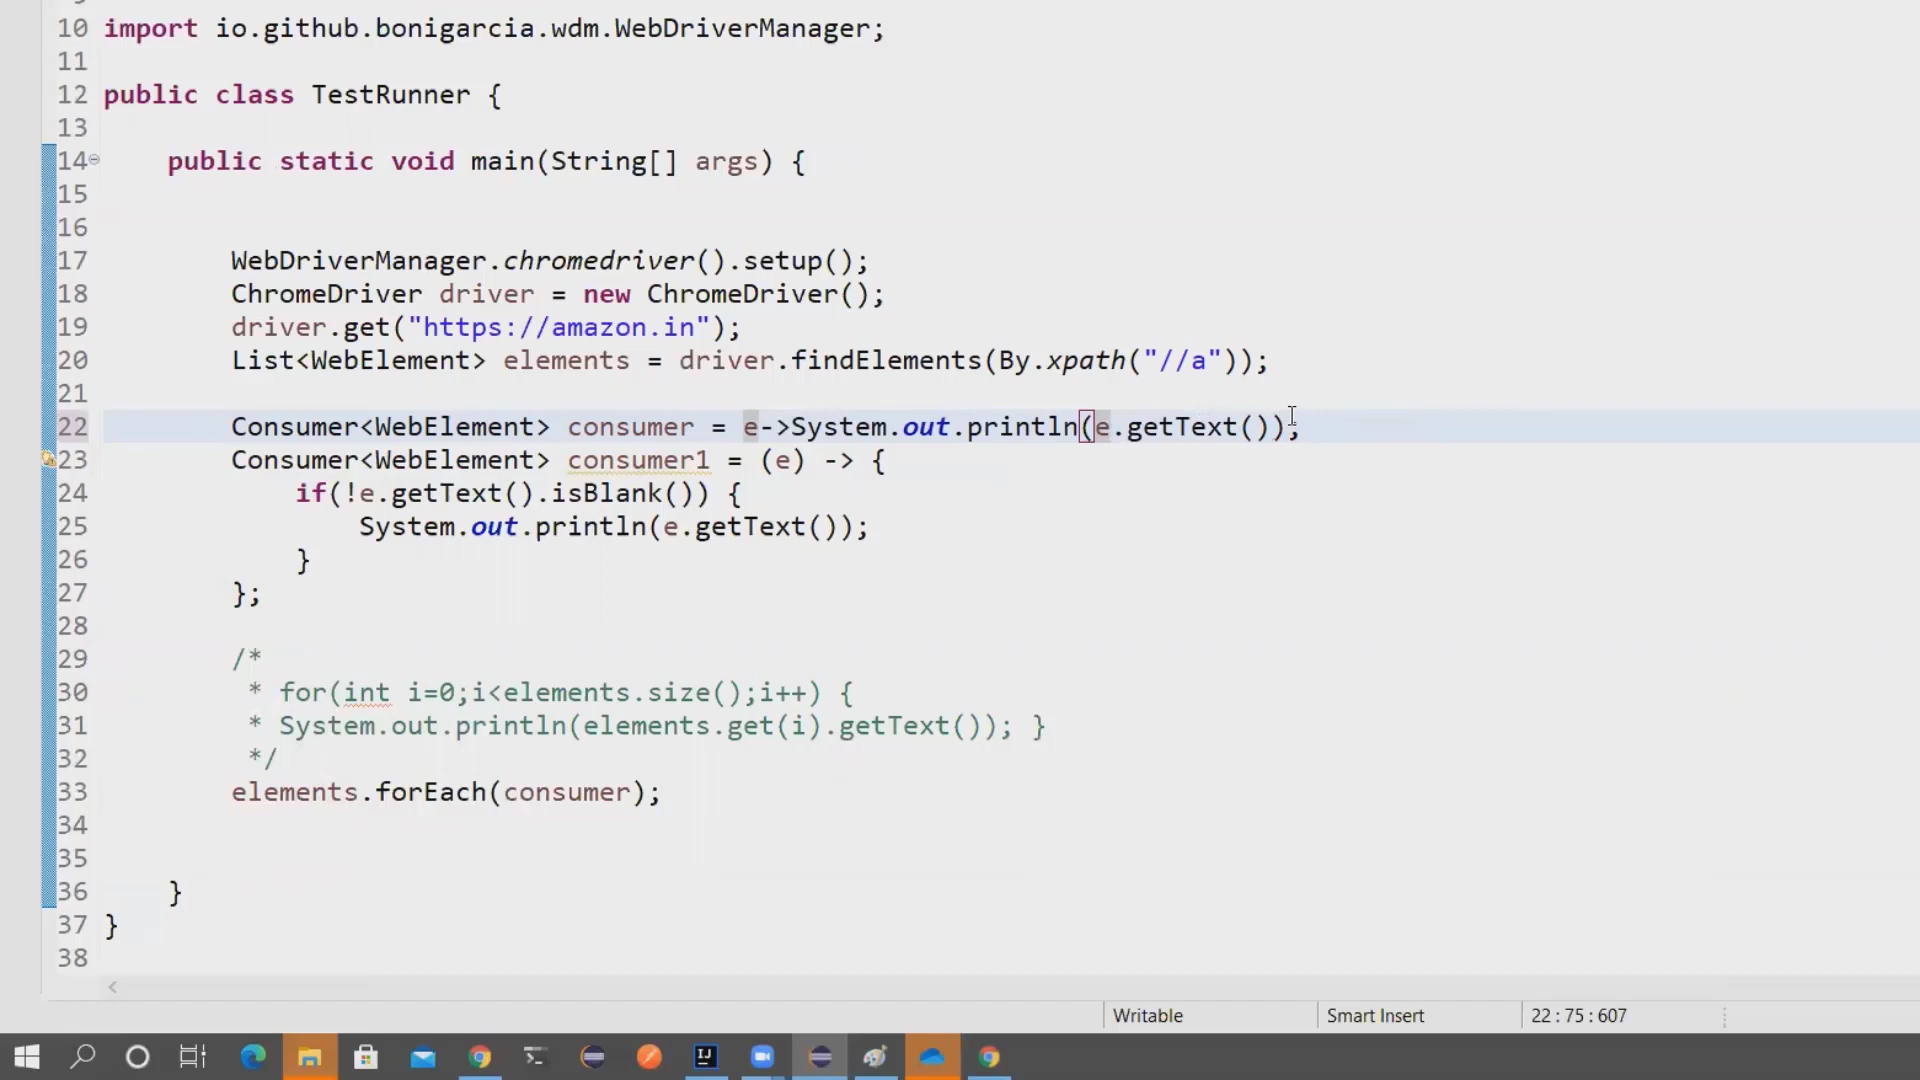 10 import io.github.bonigarcia.wdm.WebDriverManager;
11
12 public class TestRunner {
13
14 public static void main(String[] args) {
15
16
17 WebDriverManager.chromedriver().setup();
18 ChromeDriver driver = new ChromeDriver();
19 driver.get("https://amazon.in");
20 List<WebElement> elements = driver.findElements(By.xpath("//a"));
21
22 Consumer<WebElement> consumer = e->System.out.println(e.getText());
23 Consumer<WebElement> consumer1 = (e) -> {
24 if(!e.getText().isBlank()) {
25 System.out.println(e.getText());
26 }
27 };
28
29 /*
30 * for(int i=0;i<elements.size();i++) {
31 * System.out.println(elements.get(i).getText()); }
32 */
33 elements.forEach(consumer);
34
35
36 }
37 }
38
Writable Smart Insert 22 : 75 : 607
IJ